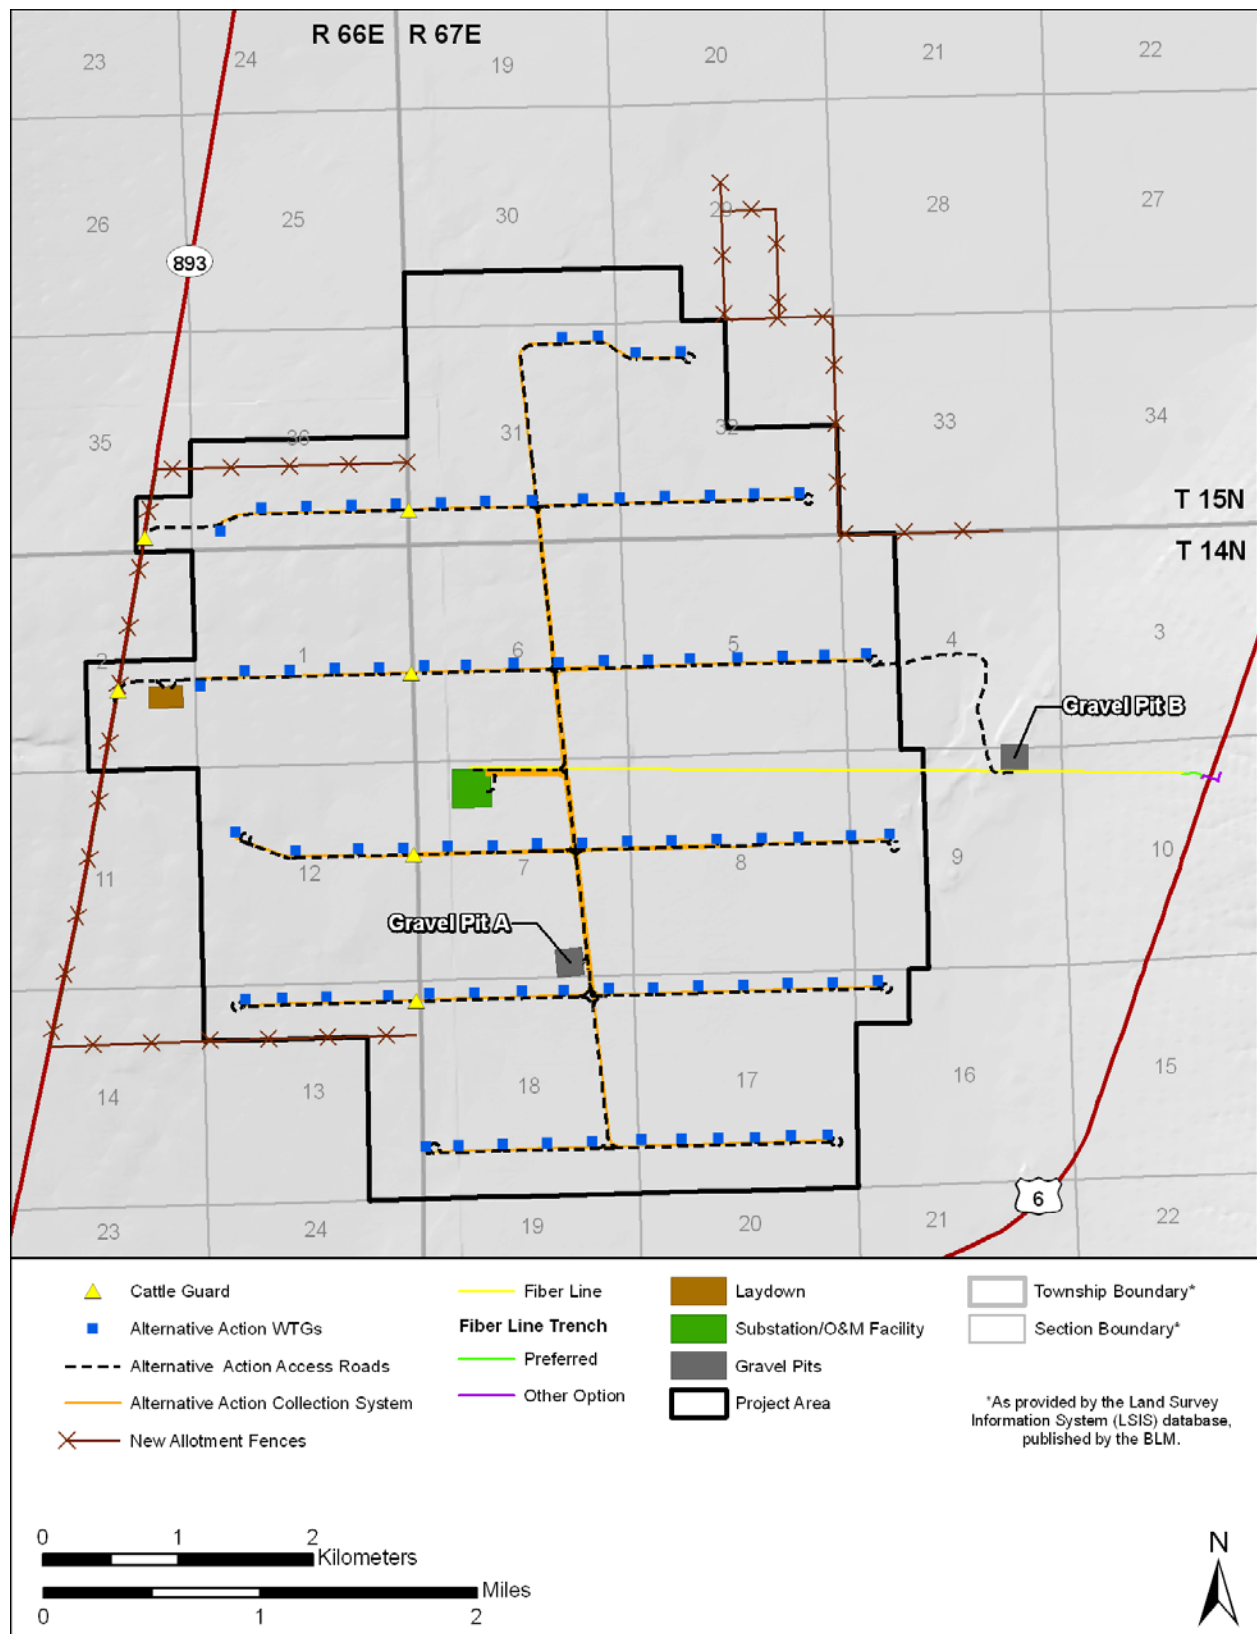 R 66E R 67E
23
24
19
20
21
22
26
25
30
29
28
27
893
35
36
31
32
33
34
T 15N
T 14N
2
1
6
5
4
3
Gravel Pit B
11
12
7
8
9
10
Gravel Pit A
14
13
18
17
16
15
6
23
24
19
20
21
22
Cattle Guard
Alternative Action WTGs
Alternative Action Access Roads
Alternative Action Collection System
New Allotment Fences
Fiber Line
Fiber Line Trench
Preferred
Other Option
Laydown
Substation/O&M Facility
Gravel Pits
Project Area
Township Boundary*
Section Boundary*
*As provided by the Land Survey
Information System (LSIS) database,
published by the BLM.
0 1 2
Kilometers
Miles
0 1 2
N